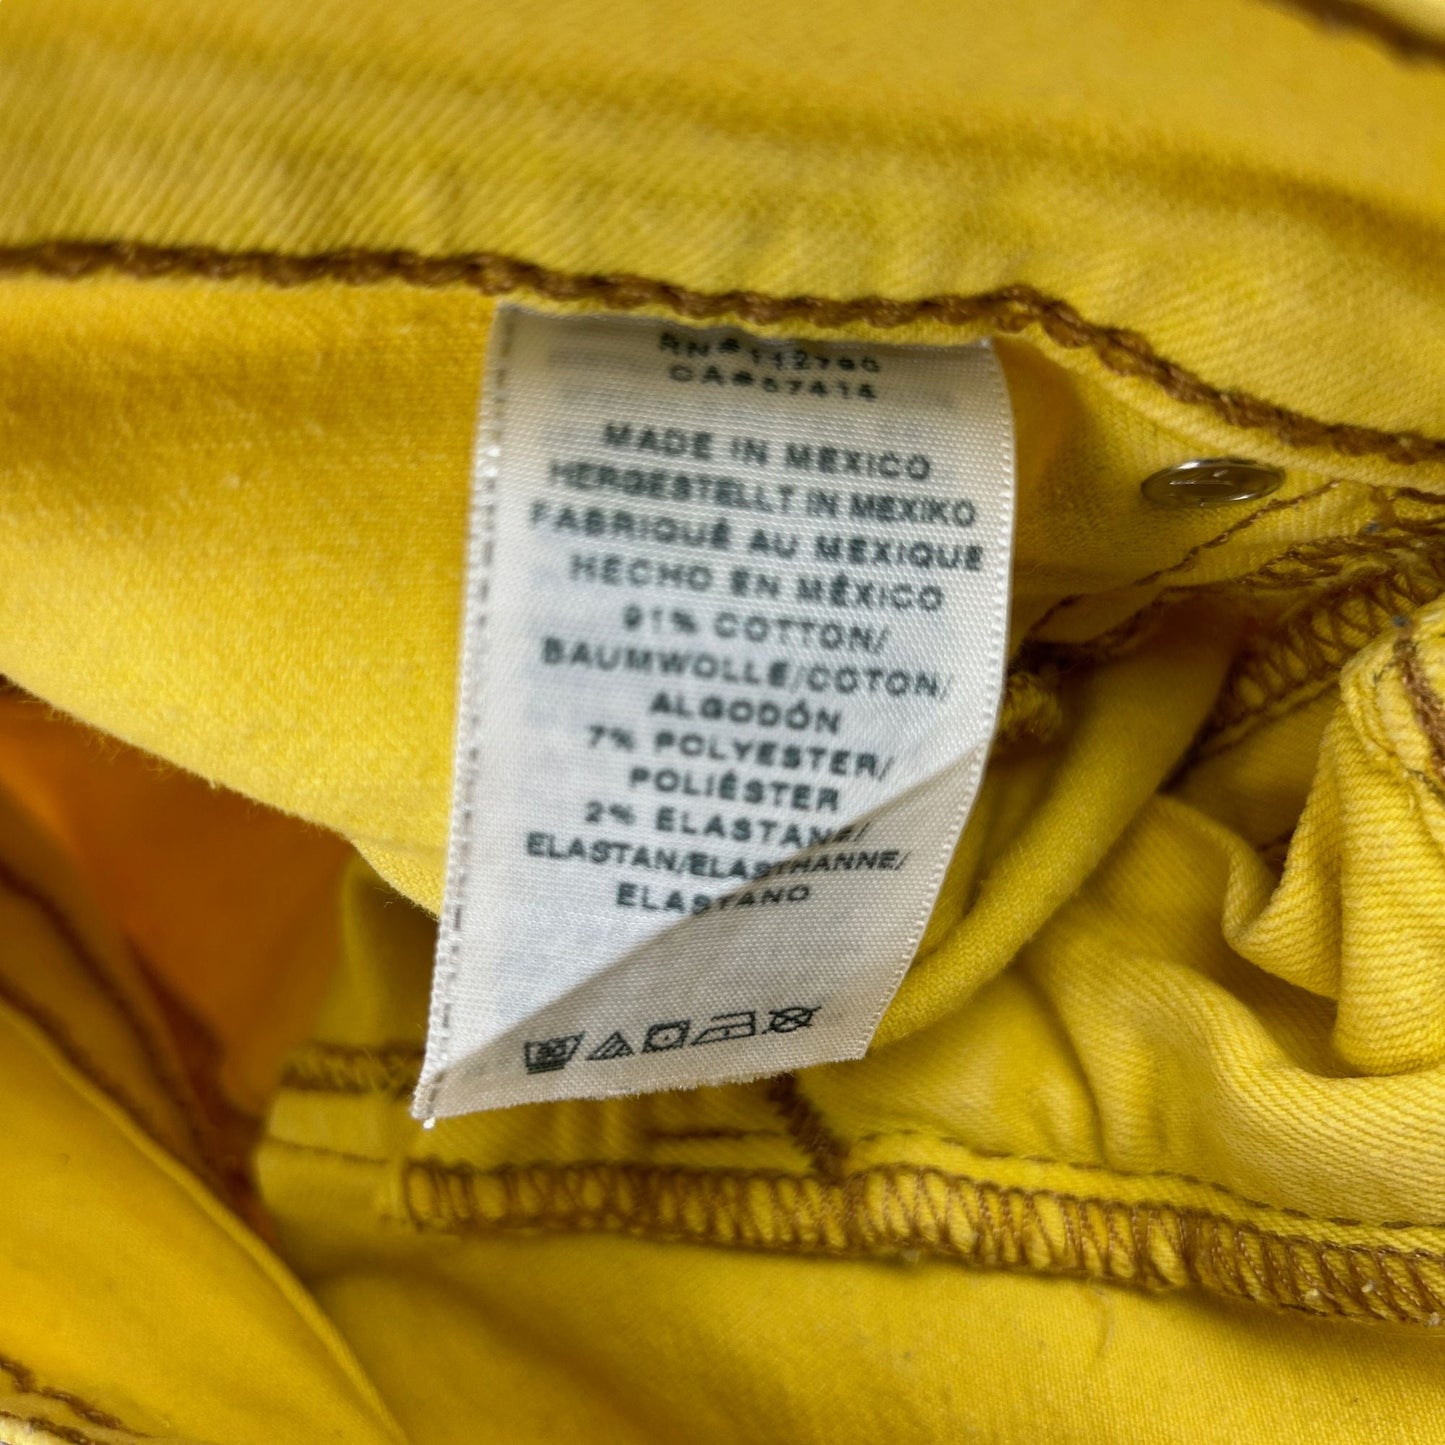 RN#112790
CA#57414
MADE IN MEXICO
HERGESTELLT IN MEXIKO
FABRIQUÉ AU MEXIQUE
HECHO EN MÉXICO
91% COTTON/
BAUMWOLLE/COTON/
ALGODÓN
7% POLYESTER/
POLIÉSTER
2% ELASTANE/
ELASTAN/ELASTHANNE/
ELASTANO
30